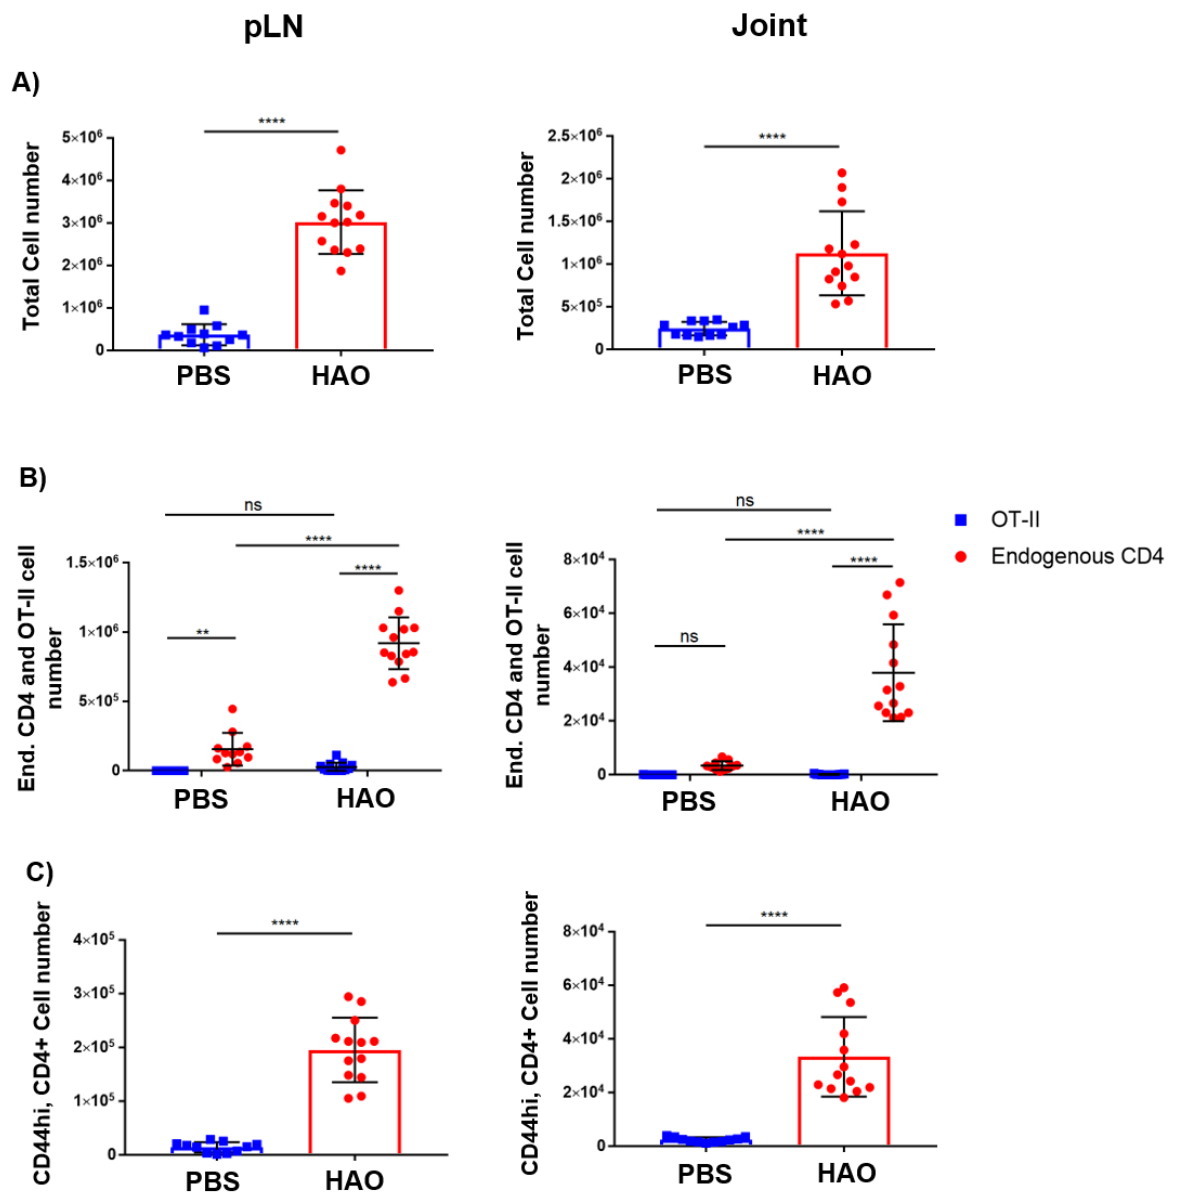 pLN Joint
A)
Total Cell number
5×10⁶
4×10⁶
3×10⁶
2×10⁶
1×10⁶
0
****
PBS HAO
Total Cell number
2.5×10⁶
2×10⁶
1.5×10⁶
1×10⁶
5×10⁵
0
****
PBS HAO
B)
End. CD4 and OT-II cell
number
1.5×10⁶
1×10⁶
5×10⁵
0
ns
****
****
**
PBS HAO
End. CD4 and OT-II cell
number
8×10⁴
6×10⁴
4×10⁴
2×10⁴
0
ns
****
****
ns
PBS HAO
OT-II
Endogenous CD4
C)
CD44hi, CD4+ Cell number
4×10⁵
3×10⁵
2×10⁵
1×10⁵
0
****
PBS HAO
CD44hi, CD4+ Cell number
8×10⁴
6×10⁴
4×10⁴
2×10⁴
0
****
PBS HAO